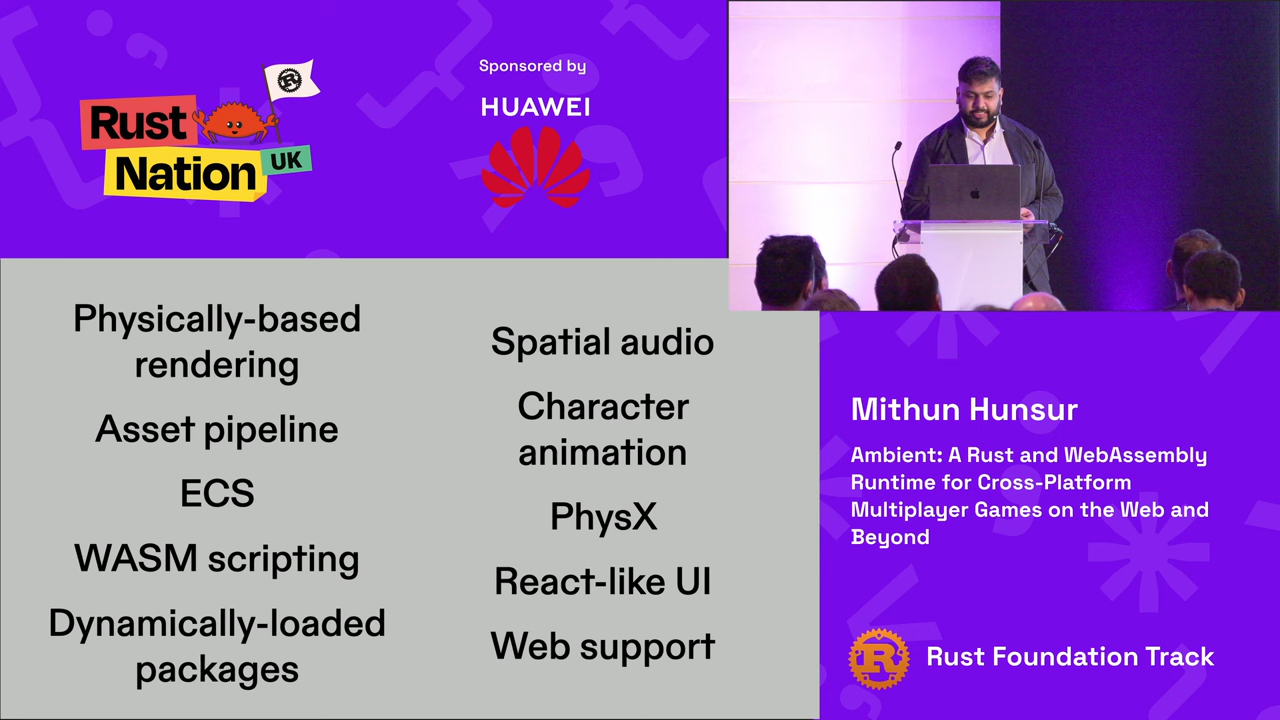 Rust
Nation
UK
Sponsored by
HUAWEI
Physically-based
rendering
Asset pipeline
ECS
WASM scripting
Dynamically-loaded
packages
Spatial audio
Character
animation
PhysX
React-like UI
Web support
Mithun Hunsur
Ambient: A Rust and WebAssembly
Runtime for Cross-Platform
Multiplayer Games on the Web and
Beyond
R
Rust Foundation Track